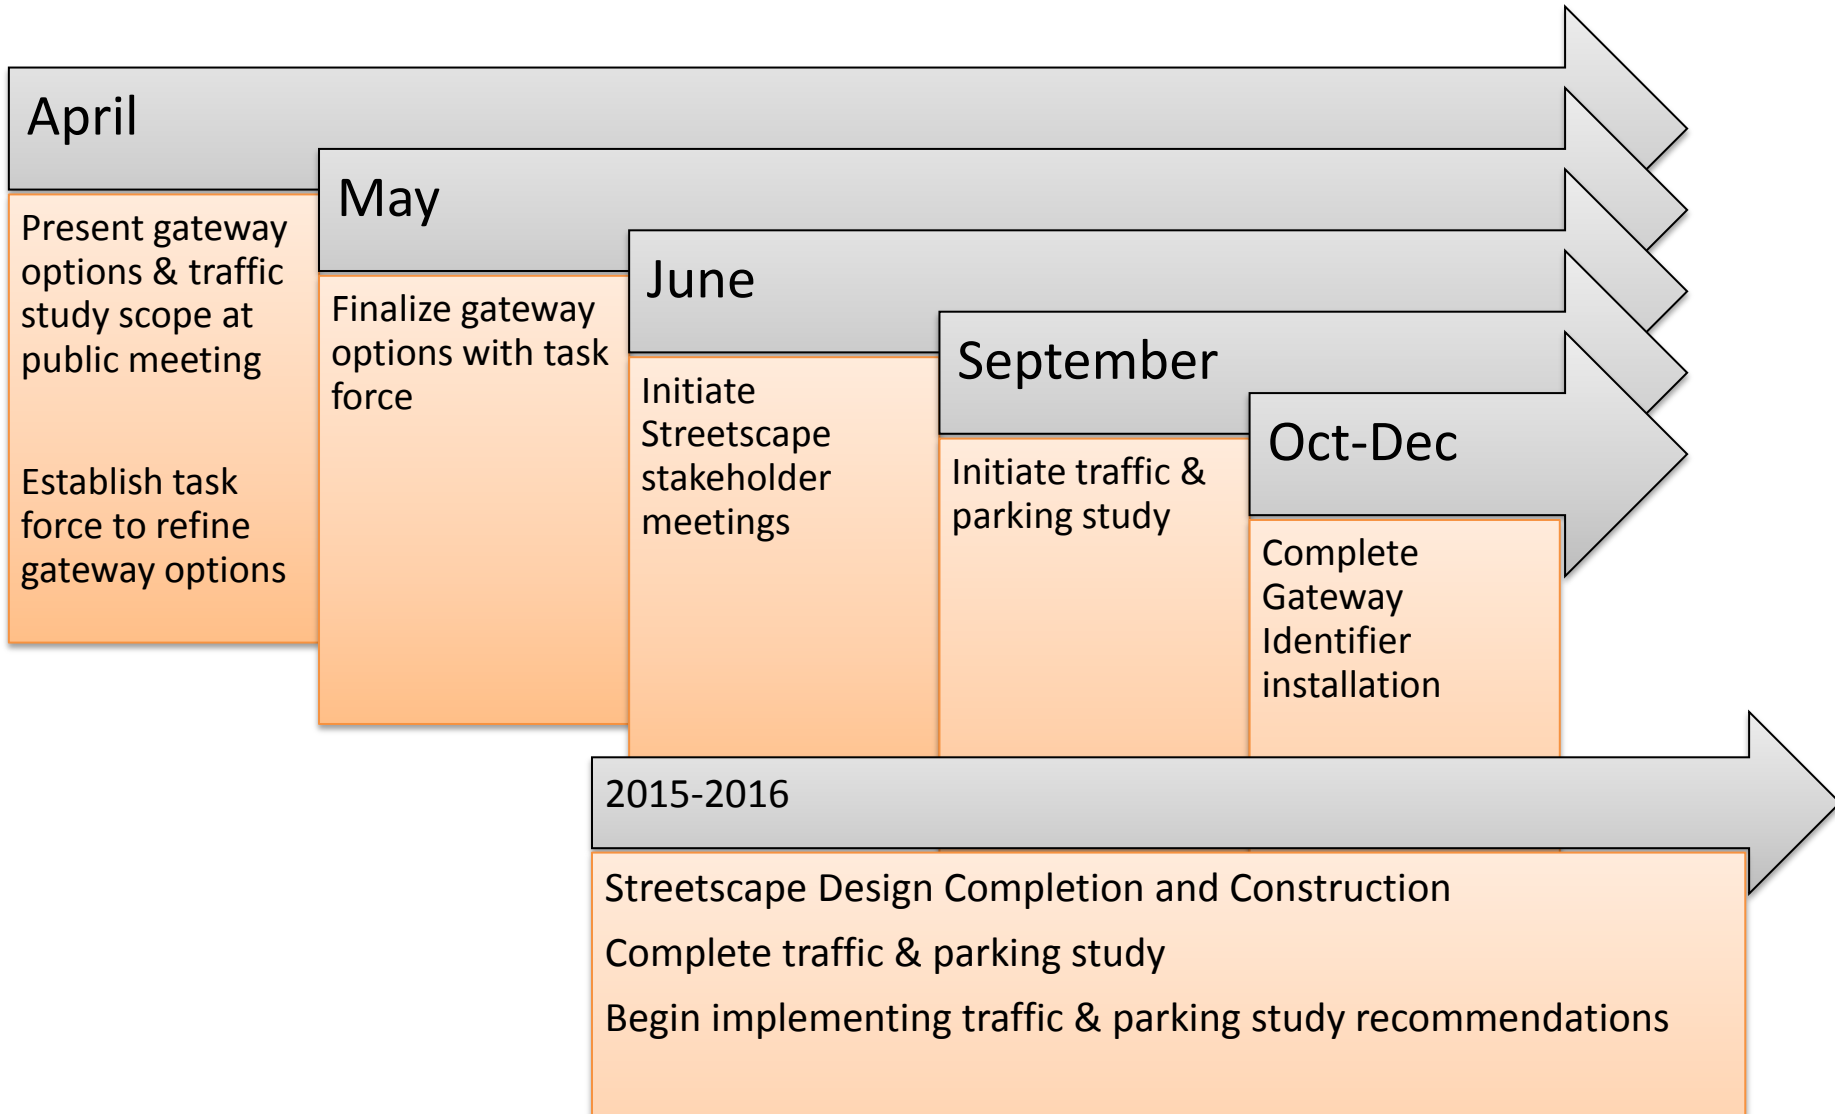 April
Present gateway
options & traffic
study scope at
public meeting
Establish task
force to refine
gateway options
May
Finalize gateway
options with task
force
June
Initiate
Streetscape
stakeholder
meetings
September
Initiate traffic &
parking study
Oct-Dec
Complete
Gateway
Identifier
installation
2015-2016
Streetscape Design Completion and Construction
Complete traffic & parking study
Begin implementing traffic & parking study recommendations